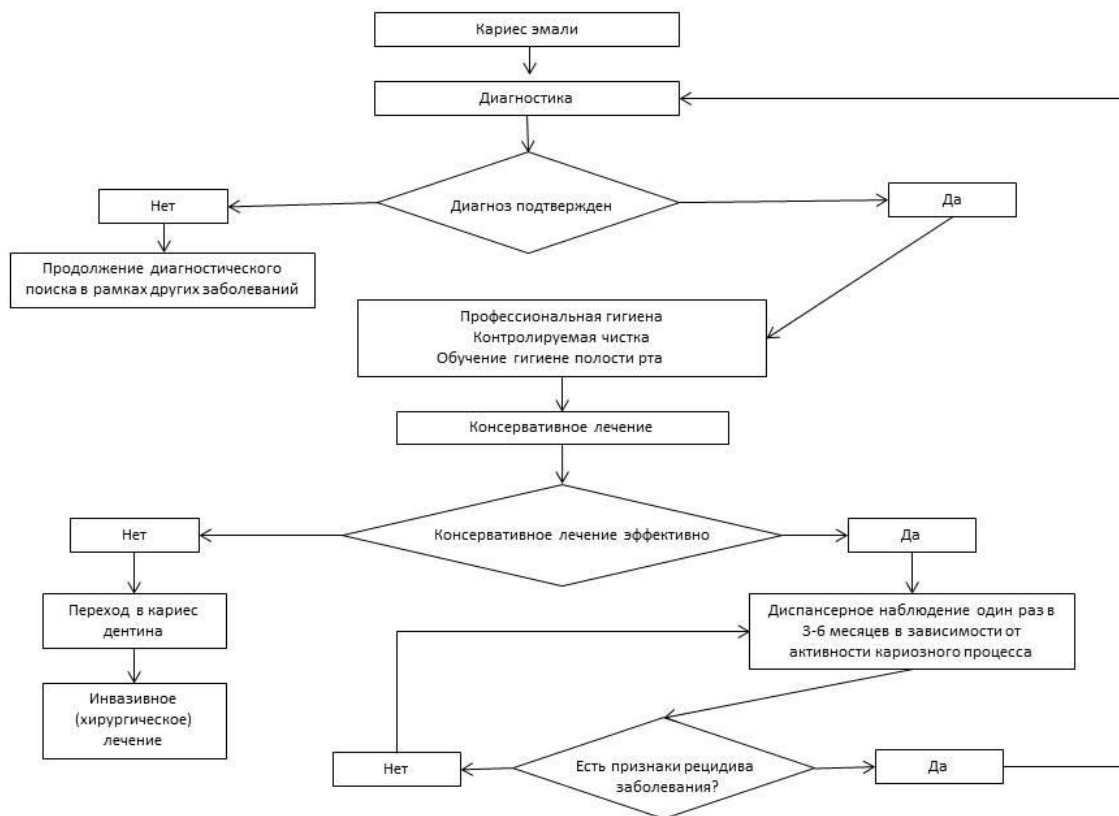 Кариес эмали
Диагностика
Диагноз подтвержден
Нет
Да
Продолжение диагностического
поиска в рамках других заболеваний
Профессиональная гигиена
Контролируемая чистка
Обучение гигиене полости рта
Консервативное лечение
Консервативное лечение эффективно
Нет
Да
Переход в кариес
дентина
Диспансерное наблюдение один раз в
3-6 месяцев в зависимости от
активности кариозного процесса
Инвазивное
(хирургическое)
лечение
Есть признаки рецидива
заболевания?
Нет
Да